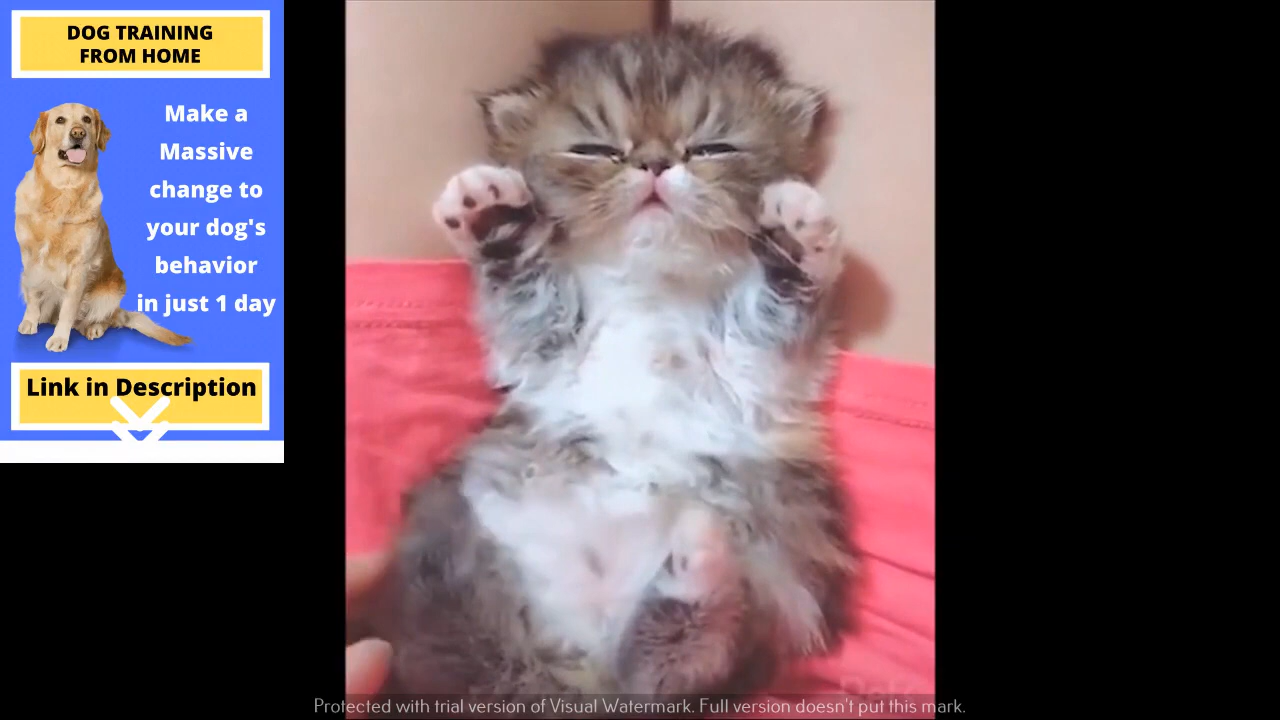 DOG TRAINING
FROM HOME
Make a
Massive
change to
your dog's
behavior
in just 1 day
Link in Description
Protected with trial version of Visual Watermark. Full version doesn't put this mark.